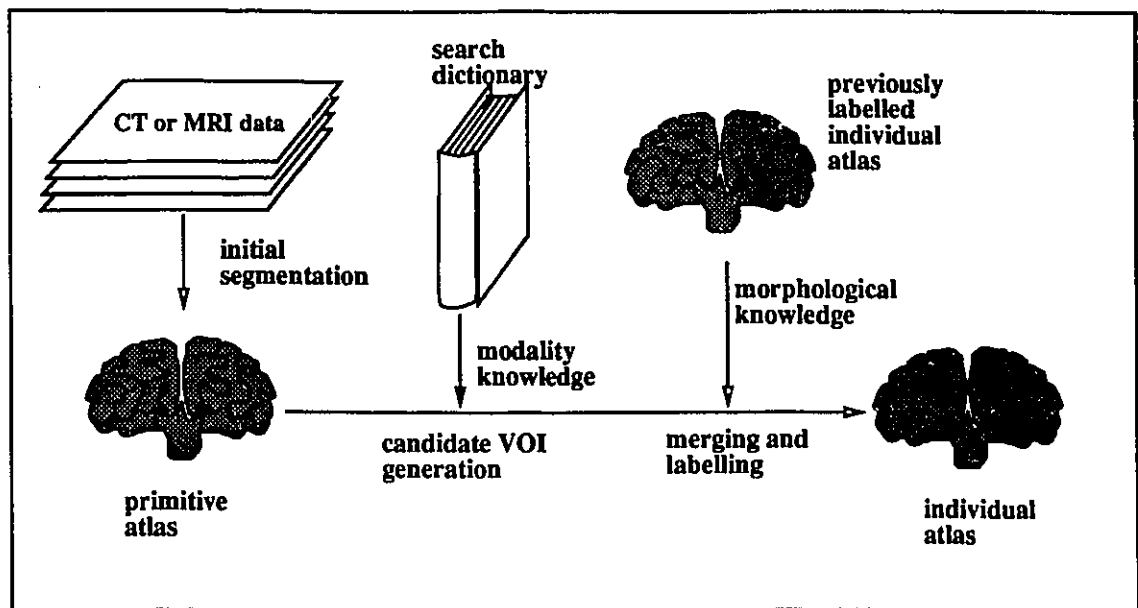 search
dictionary
CT or MRI data
previously
labelled
individual
atlas
initial
segmentation
modality
knowledge
morphological
knowledge
candidate VOI
generation
merging and
labelling
primitive
atlas
individual
atlas